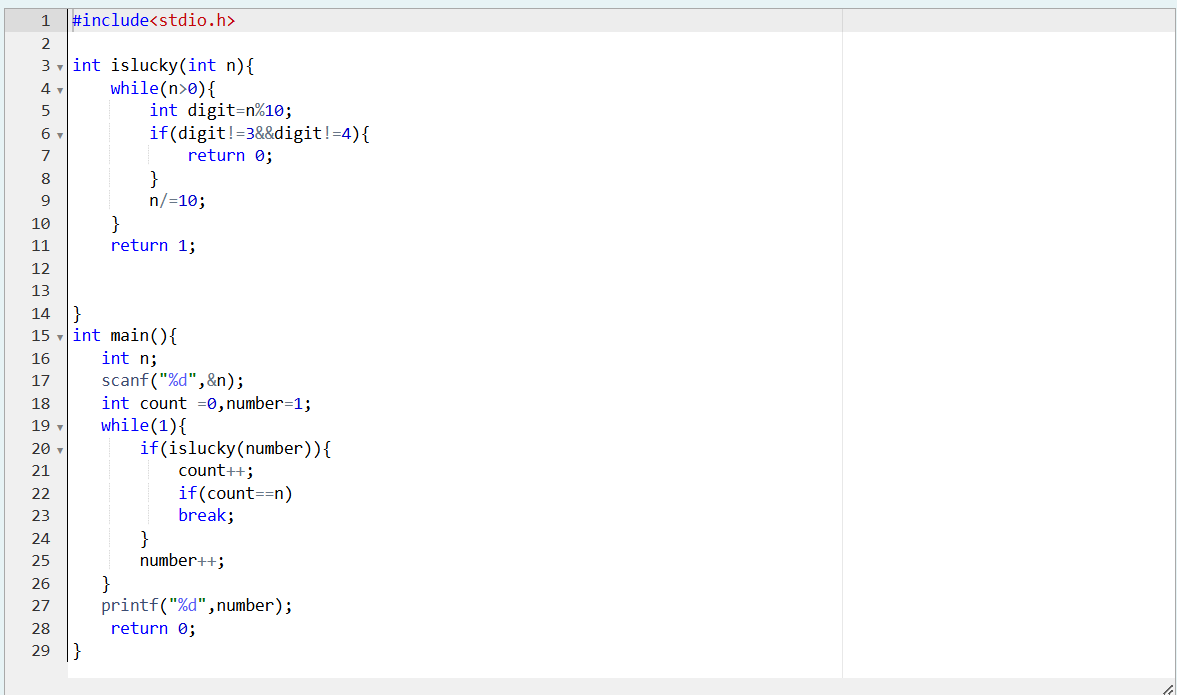 1 #include<stdio.h>
2
3 int islucky(int n){
4     while(n>0){
5         int digit=n%10;
6         if(digit!=3&&digit!=4){
7             return 0;
8         }
9         n/=10;
10     }
11     return 1;
12
13
14 }
15 int main(){
16    int n;
17    scanf("%d",&n);
18    int count =0,number=1;
19    while(1){
20        if(islucky(number)){
21            count++;
22            if(count==n)
23            break;
24        }
25        number++;
26    }
27    printf("%d",number);
28     return 0;
29 }